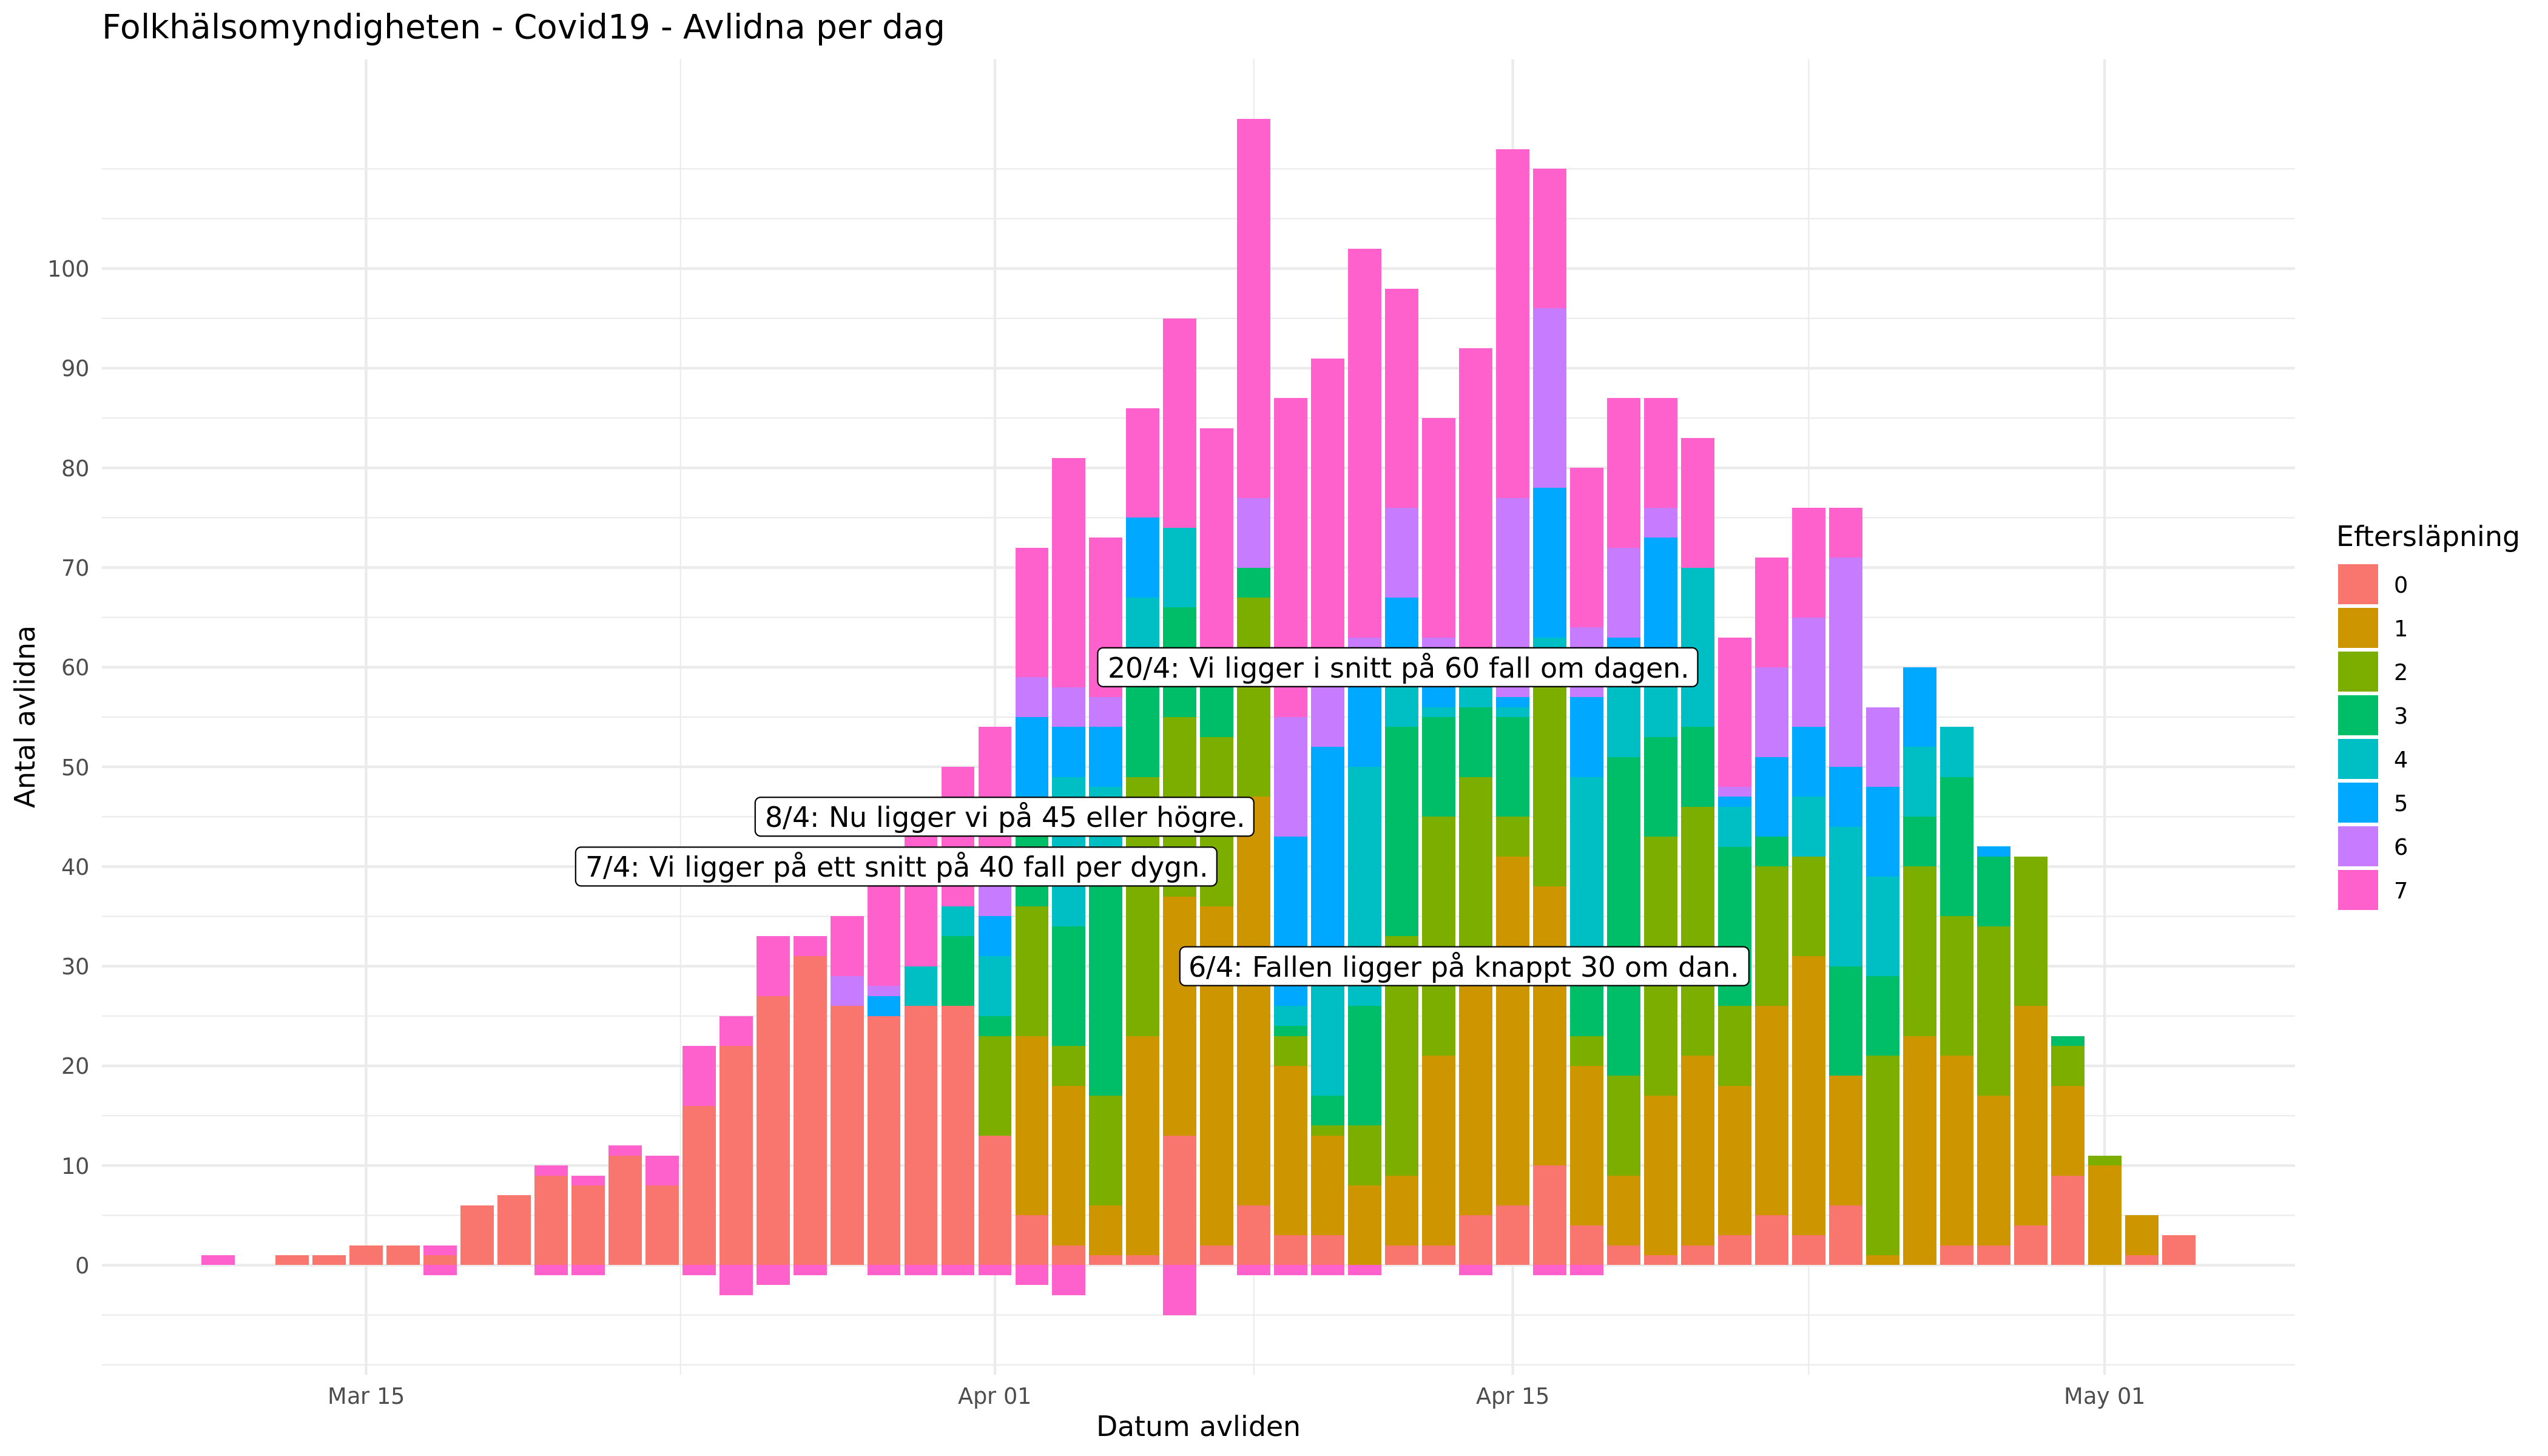 Folkhälsomyndigheten - Covid19 - Avlidna per dag
Antal avlidna
100
90
80
70
60
50
40
30
20
10
0
20/4: Vi ligger i snitt på 60 fall om dagen.
8/4: Nu ligger vi på 45 eller högre.
7/4: Vi ligger på ett snitt på 40 fall per dygn.
6/4: Fallen ligger på knappt 30 om dan.
Mar 15
Apr 01
Apr 15
May 01
Datum avliden
Eftersläpning
0
1
2
3
4
5
6
7